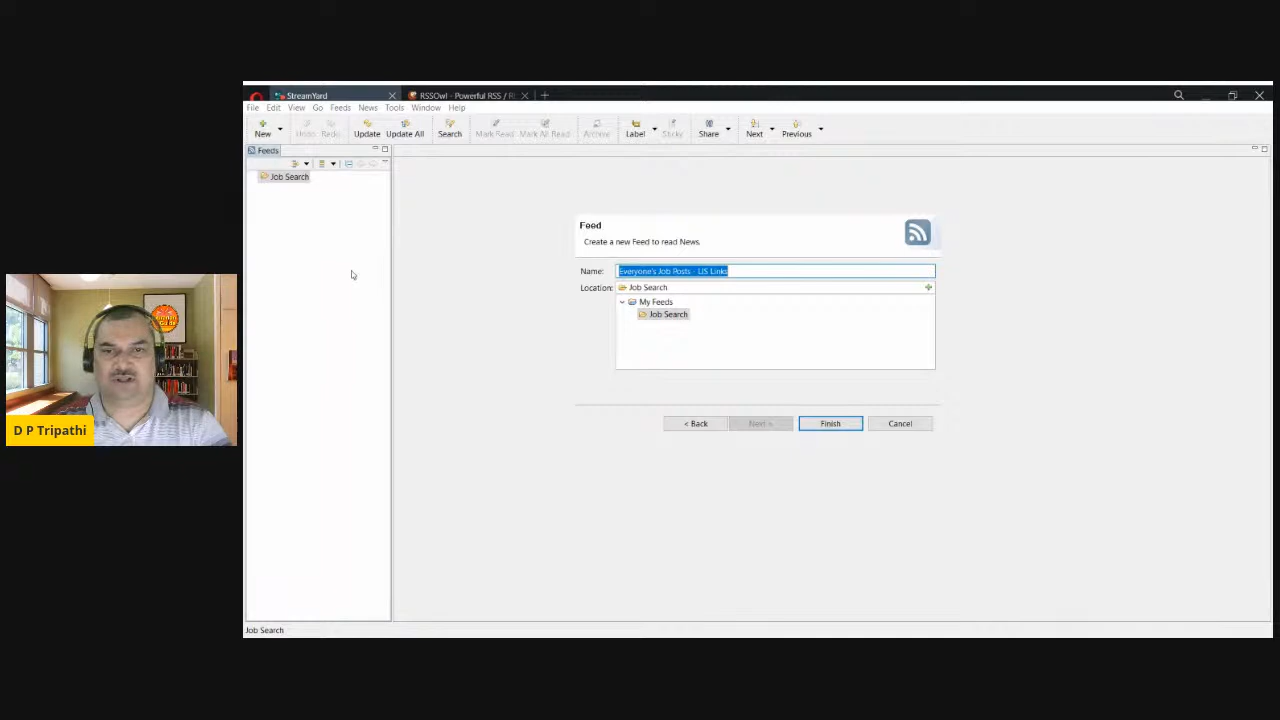 StreamYard
RSSOwl - Powerful RSS / R
File Edit View Go Feeds News Tools Window Help
New Undo Redo Update Update All Search Mark Read Mark All Read Archive Label Sticky Share Next Previous
Feeds
Job Search
Feed
Create a new Feed to read News.
Name: Everyone's Job Posts - LIS Links
Location: Job Search
My Feeds
Job Search
< Back Next > Finish Cancel
D P Tripathi
Job Search